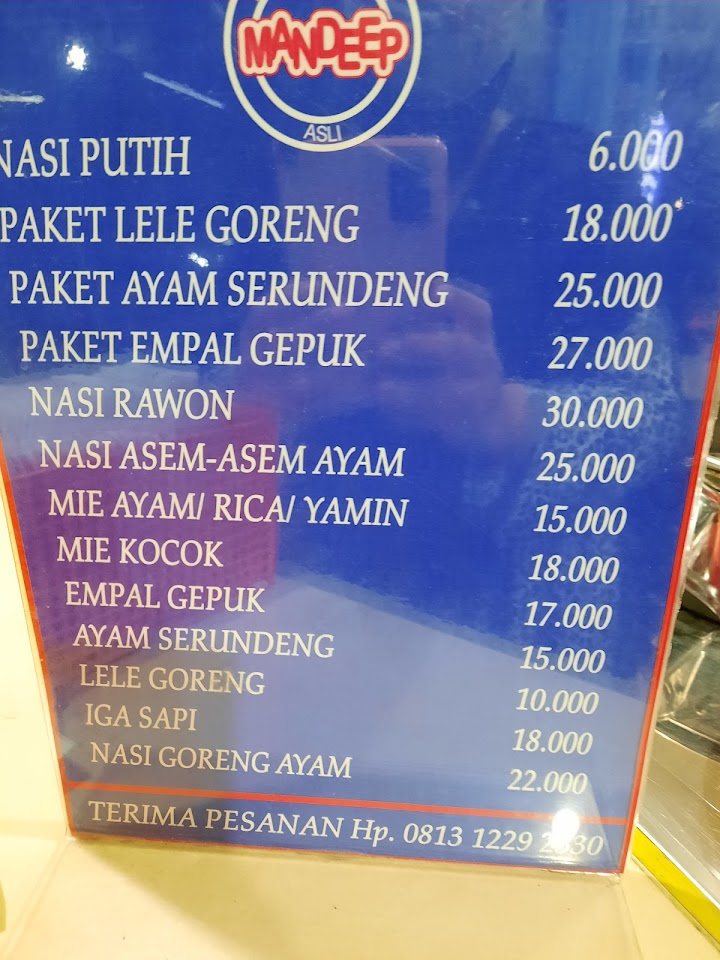 MANDEEP
ASLI
NASI PUTIH 6.000
PAKET LELE GORENG 18.000
PAKET AYAM SERUNDENG 25.000
PAKET EMPAL GEPUK 27.000
NASI RAWON 30.000
NASI ASEM-ASEM AYAM 25.000
MIE AYAM/ RICA/ YAMIN 15.000
MIE KOCOK 18.000
EMPAL GEPUK 17.000
AYAM SERUNDENG 15.000
LELE GORENG 10.000
IGA SAPI 18.000
NASI GORENG AYAM 22.000
TERIMA PESANAN Hp. 0813 1229